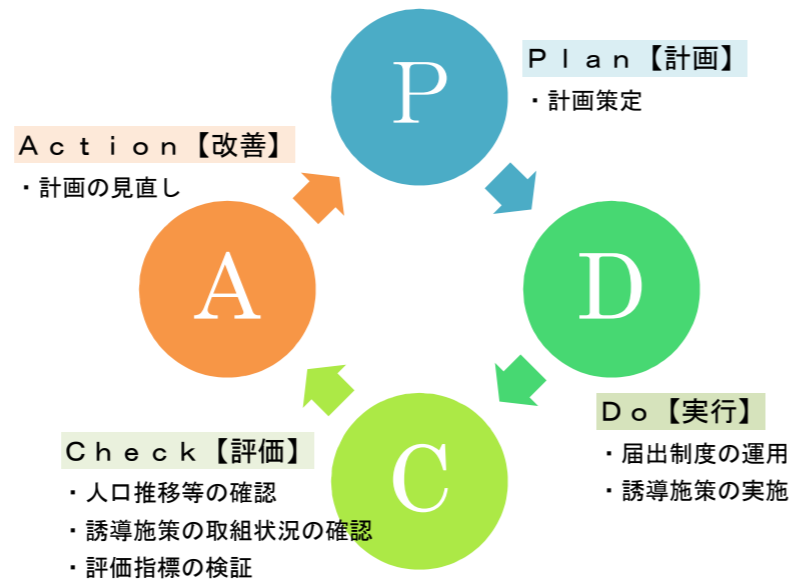 P
Ｐｌａｎ【計画】
・計画策定
Ａｃｔｉｏｎ【改善】
・計画の見直し
A
D
Ｄｏ【実行】
・届出制度の運用
・誘導施策の実施
C
Ｃｈｅｃｋ【評価】
・人口推移等の確認
・誘導施策の取組状況の確認
・評価指標の検証